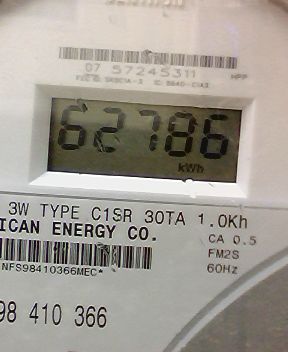 07 57245311 HPP
62786
kWh
3W TYPE C1SR 30TA 1.0Kh
ICAN ENERGY CO.
CA 0.5
FM2S
60Hz
NFS98410366MEC*
98 410 366